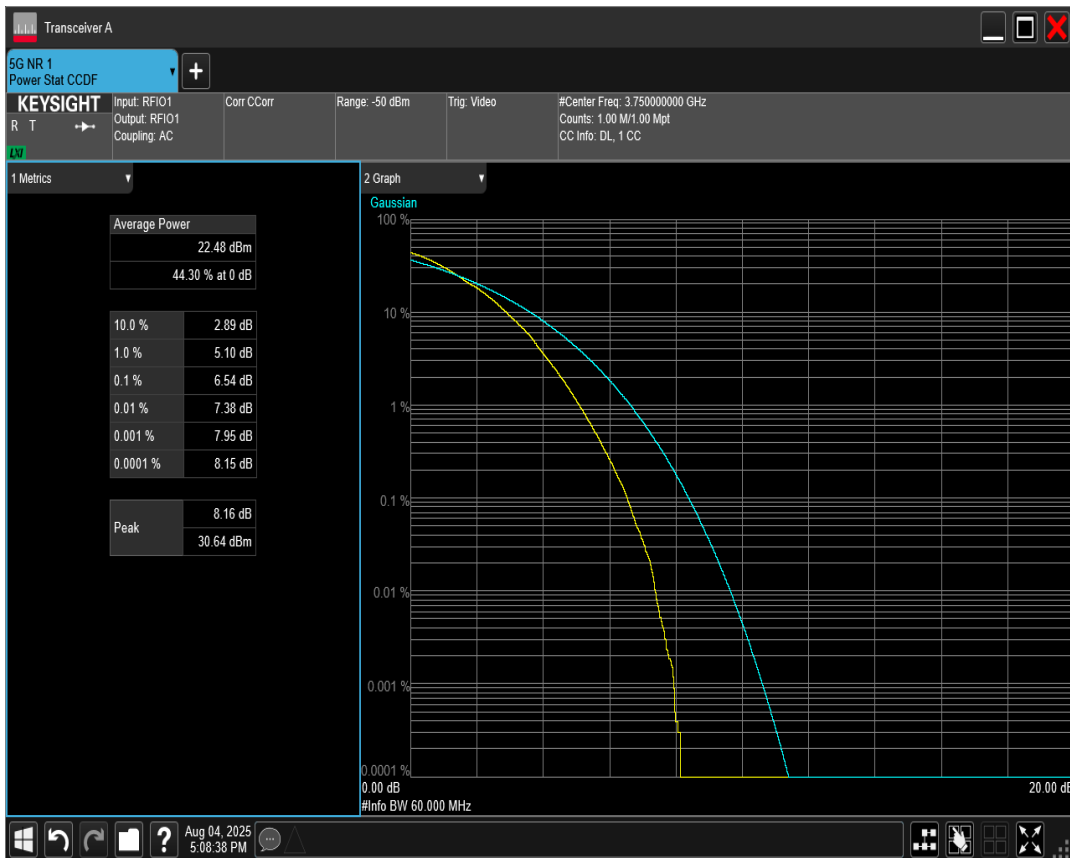 Transceiver A
5G NR 1
Power Stat CCDF
KEYSIGHT
R T
LXI
Input: RFIO1
Output: RFIO1
Coupling: AC
Corr CCorr
Range: -50 dBm
Trig: Video
#Center Freq: 3.750000000 GHz
Counts: 1.00 M/1.00 Mpt
CC Info: DL, 1 CC
1 Metrics
Average Power
22.48 dBm
44.30 % at 0 dB
10.0 % 2.89 dB
1.0 % 5.10 dB
0.1 % 6.54 dB
0.01 % 7.38 dB
0.001 % 7.95 dB
0.0001 % 8.15 dB
Peak
8.16 dB
30.64 dBm
2 Graph
Gaussian
100 %
10 %
1 %
0.1 %
0.01 %
0.001 %
0.0001 %
0.00 dB 20.00 dB
#Info BW 60.000 MHz
Aug 04, 2025
5:08:38 PM